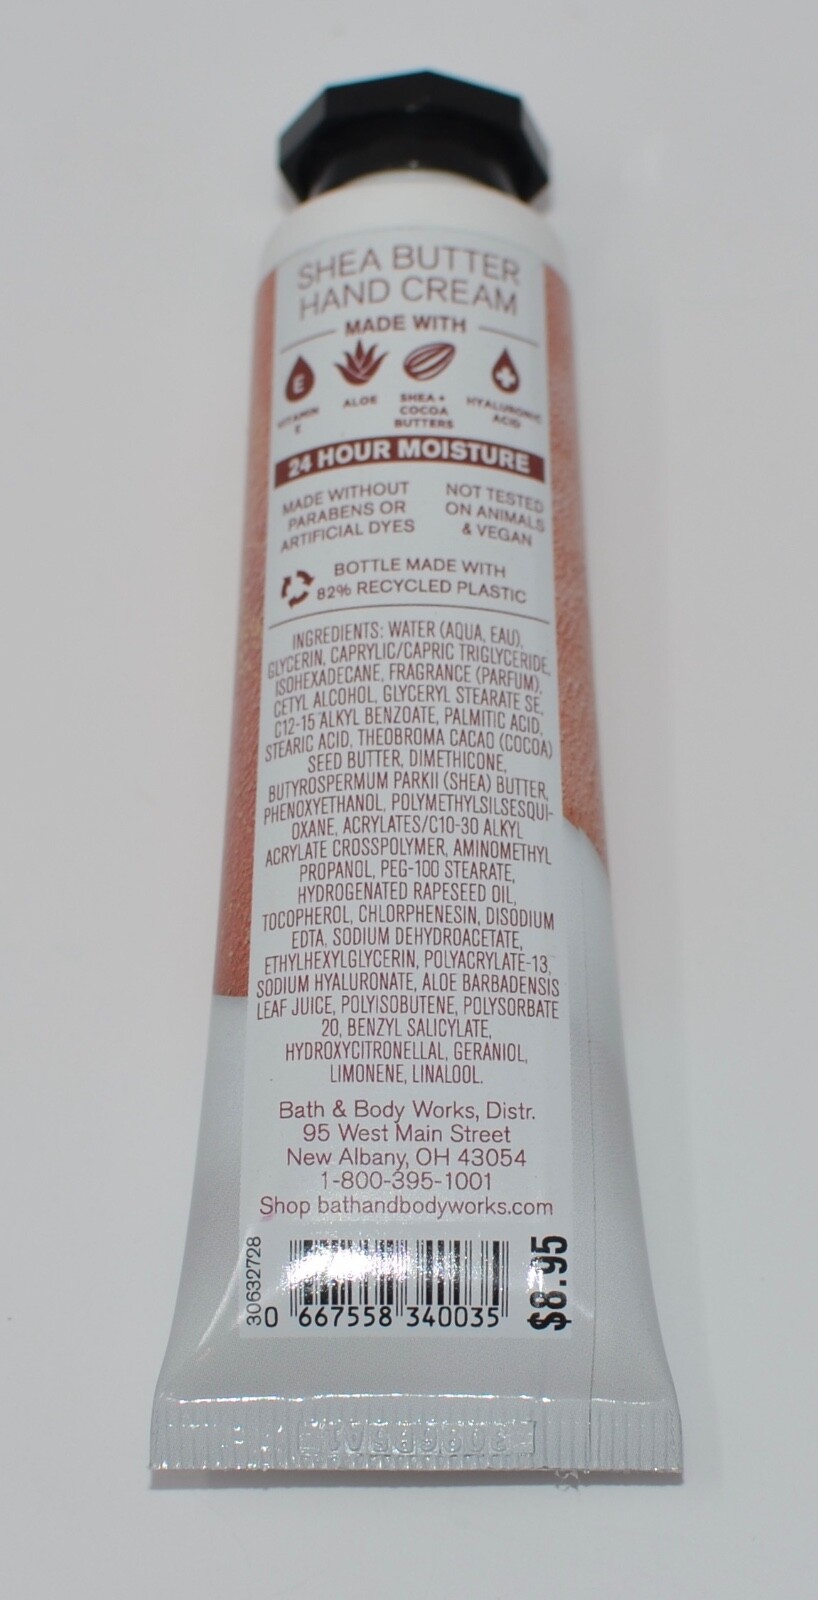 SHEA BUTTER
HAND CREAM
MADE WITH
E
VITAMIN
E
ALOE
SHEA +
COCOA
BUTTERS
HYALURONIC
ACID
24 HOUR MOISTURE
MADE WITHOUT
PARABENS OR
ARTIFICIAL DYES
NOT TESTED
ON ANIMALS
& VEGAN
BOTTLE MADE WITH
82% RECYCLED PLASTIC
INGREDIENTS: WATER (AQUA, EAU),
GLYCERIN, CAPRYLIC/CAPRIC TRIGLYCERIDE,
ISOHEXADECANE, FRAGRANCE (PARFUM),
CETYL ALCOHOL, GLYCERYL STEARATE SE,
C12-15 ALKYL BENZOATE, PALMITIC ACID,
STEARIC ACID, THEOBROMA CACAO (COCOA)
SEED BUTTER, DIMETHICONE,
BUTYROSPERMUM PARKII (SHEA) BUTTER,
PHENOXYETHANOL, POLYMETHYLSILSESQUI-
OXANE, ACRYLATES/C10-30 ALKYL
ACRYLATE CROSSPOLYMER, AMINOMETHYL
PROPANOL, PEG-100 STEARATE,
HYDROGENATED RAPESEED OIL,
TOCOPHEROL, CHLORPHENESIN, DISODIUM
EDTA, SODIUM DEHYDROACETATE,
ETHYLHEXYLGLYCERIN, POLYACRYLATE-13,
SODIUM HYALURONATE, ALOE BARBADENSIS
LEAF JUICE, POLYISOBUTENE, POLYSORBATE
20, BENZYL SALICYLATE,
HYDROXYCITRONELLAL, GERANIOL,
LIMONENE, LINALOOL.
Bath & Body Works, Distr.
95 West Main Street
New Albany, OH 43054
1-800-395-1001
Shop bathandbodyworks.com
30632728
0 667558 340035
$8.95